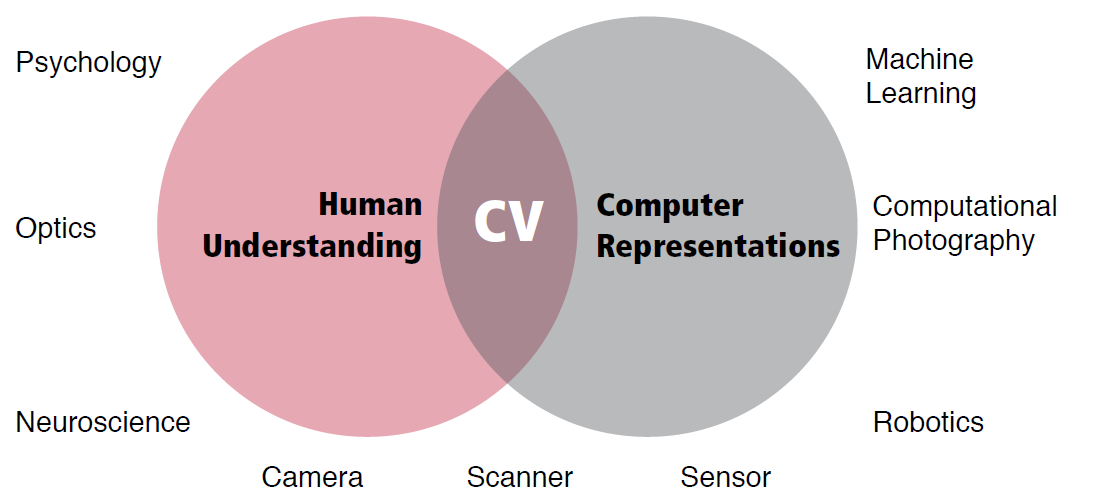 Psychology
Machine
Learning
Human
Understanding
CV
Computer
Representations
Optics
Computational
Photography
Neuroscience
Robotics
Camera
Scanner
Sensor